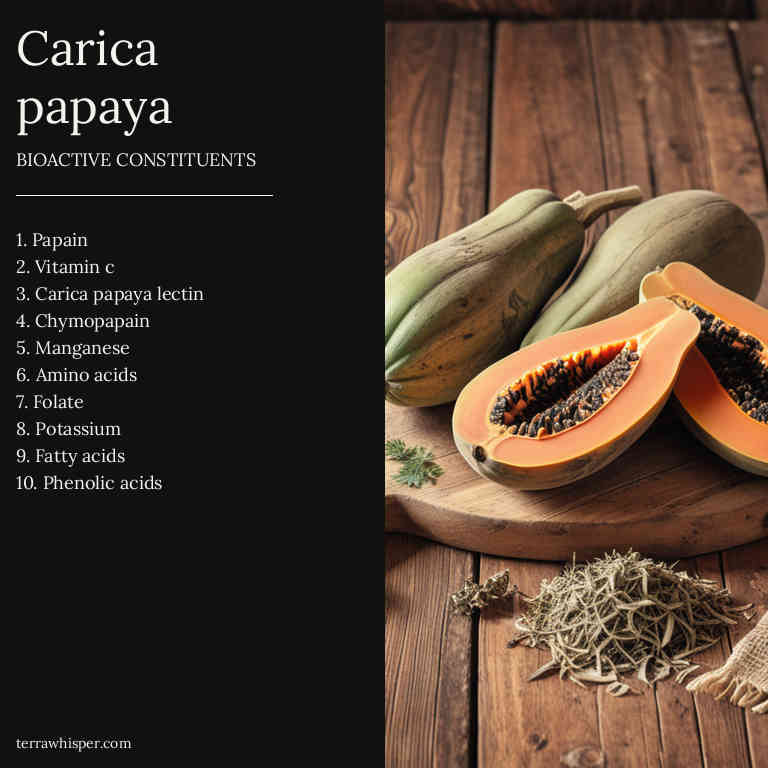 Carica
papaya
BIOACTIVE CONSTITUENTS
1. Papain
2. Vitamin c
3. Carica papaya lectin
4. Chymopapain
5. Manganese
6. Amino acids
7. Folate
8. Potassium
9. Fatty acids
10. Phenolic acids
terrawhisper.com